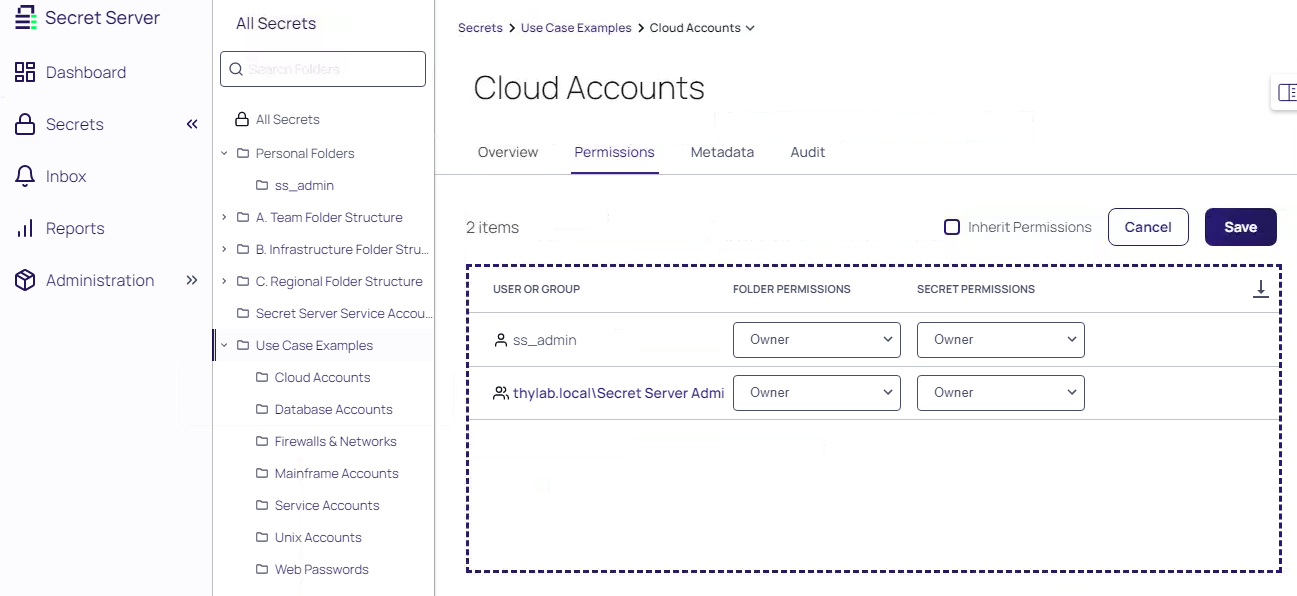 Secret Server
Dashboard
Secrets
Inbox
Reports
Administration
All Secrets
Search Folders
All Secrets
Personal Folders
ss_admin
A. Team Folder Structure
B. Infrastructure Folder Stru...
C. Regional Folder Structure
Secret Server Service Accou...
Use Case Examples
Cloud Accounts
Database Accounts
Firewalls & Networks
Mainframe Accounts
Service Accounts
Unix Accounts
Web Passwords
Secrets > Use Case Examples > Cloud Accounts
Cloud Accounts
Overview Permissions Metadata Audit
2 items Inherit Permissions Cancel Save
USER OR GROUP FOLDER PERMISSIONS SECRET PERMISSIONS
ss_admin Owner Owner
thylab.local\Secret Server Admi Owner Owner